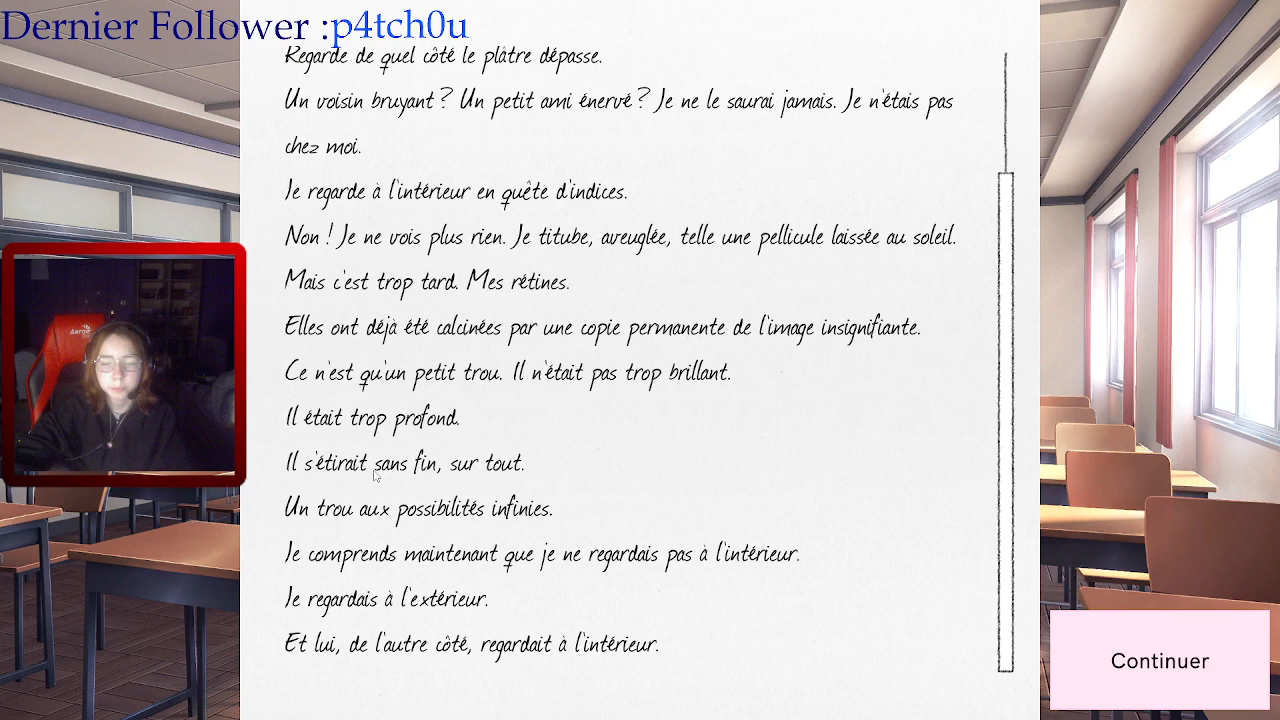 Dernier Follower :p4tch0u
Regarde de quel côté le plâtre dépasse.
Un voisin bruyant ? Un petit ami énervé ? Je ne le saurai jamais. Je n'étais pas
chez moi.
Je regarde à l'intérieur en quête d'indices.
Non ! Je ne vois plus rien. Je titube, aveuglée, telle une pellicule laissée au soleil.
Mais c'est trop tard. Mes rétines.
Elles ont déjà été calcinées par une copie permanente de l'image insignifiante.
Ce n'est qu'un petit trou. Il n'était pas trop brillant.
Il était trop profond.
Il s'étirait sans fin, sur tout.
Un trou aux possibilités infinies.
Je comprends maintenant que je ne regardais pas à l'intérieur.
Je regardais à l'extérieur.
Et lui, de l'autre côté, regardait à l'intérieur.
Continuer